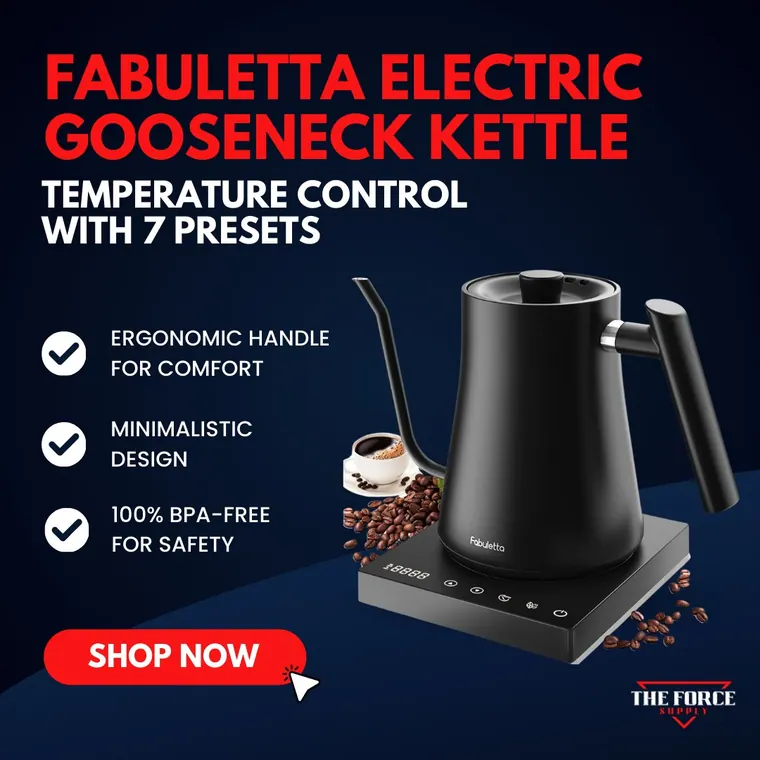 FABULETTA ELECTRIC
GOOSENECK KETTLE
TEMPERATURE CONTROL
WITH 7 PRESETS
ERGONOMIC HANDLE
FOR COMFORT
MINIMALISTIC
DESIGN
100% BPA-FREE
FOR SAFETY
Fabuletta
8888
SHOP NOW
THE FORCE
SUPPLY